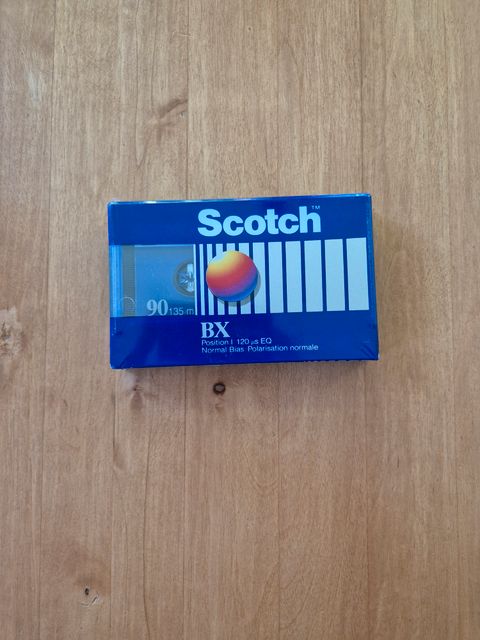 Scotch™
90 135 m
BX
Position I 120 µs EQ
Normal Bias Polarisation normale